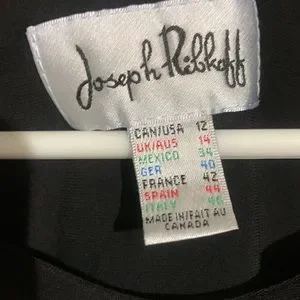 Joseph Ribkoff
CAN/USA 12
UK/AUS 14
MEXICO 34
GER 40
FRANCE 42
SPAIN 44
ITALY 46
MADE IN/FAIT AU
CANADA